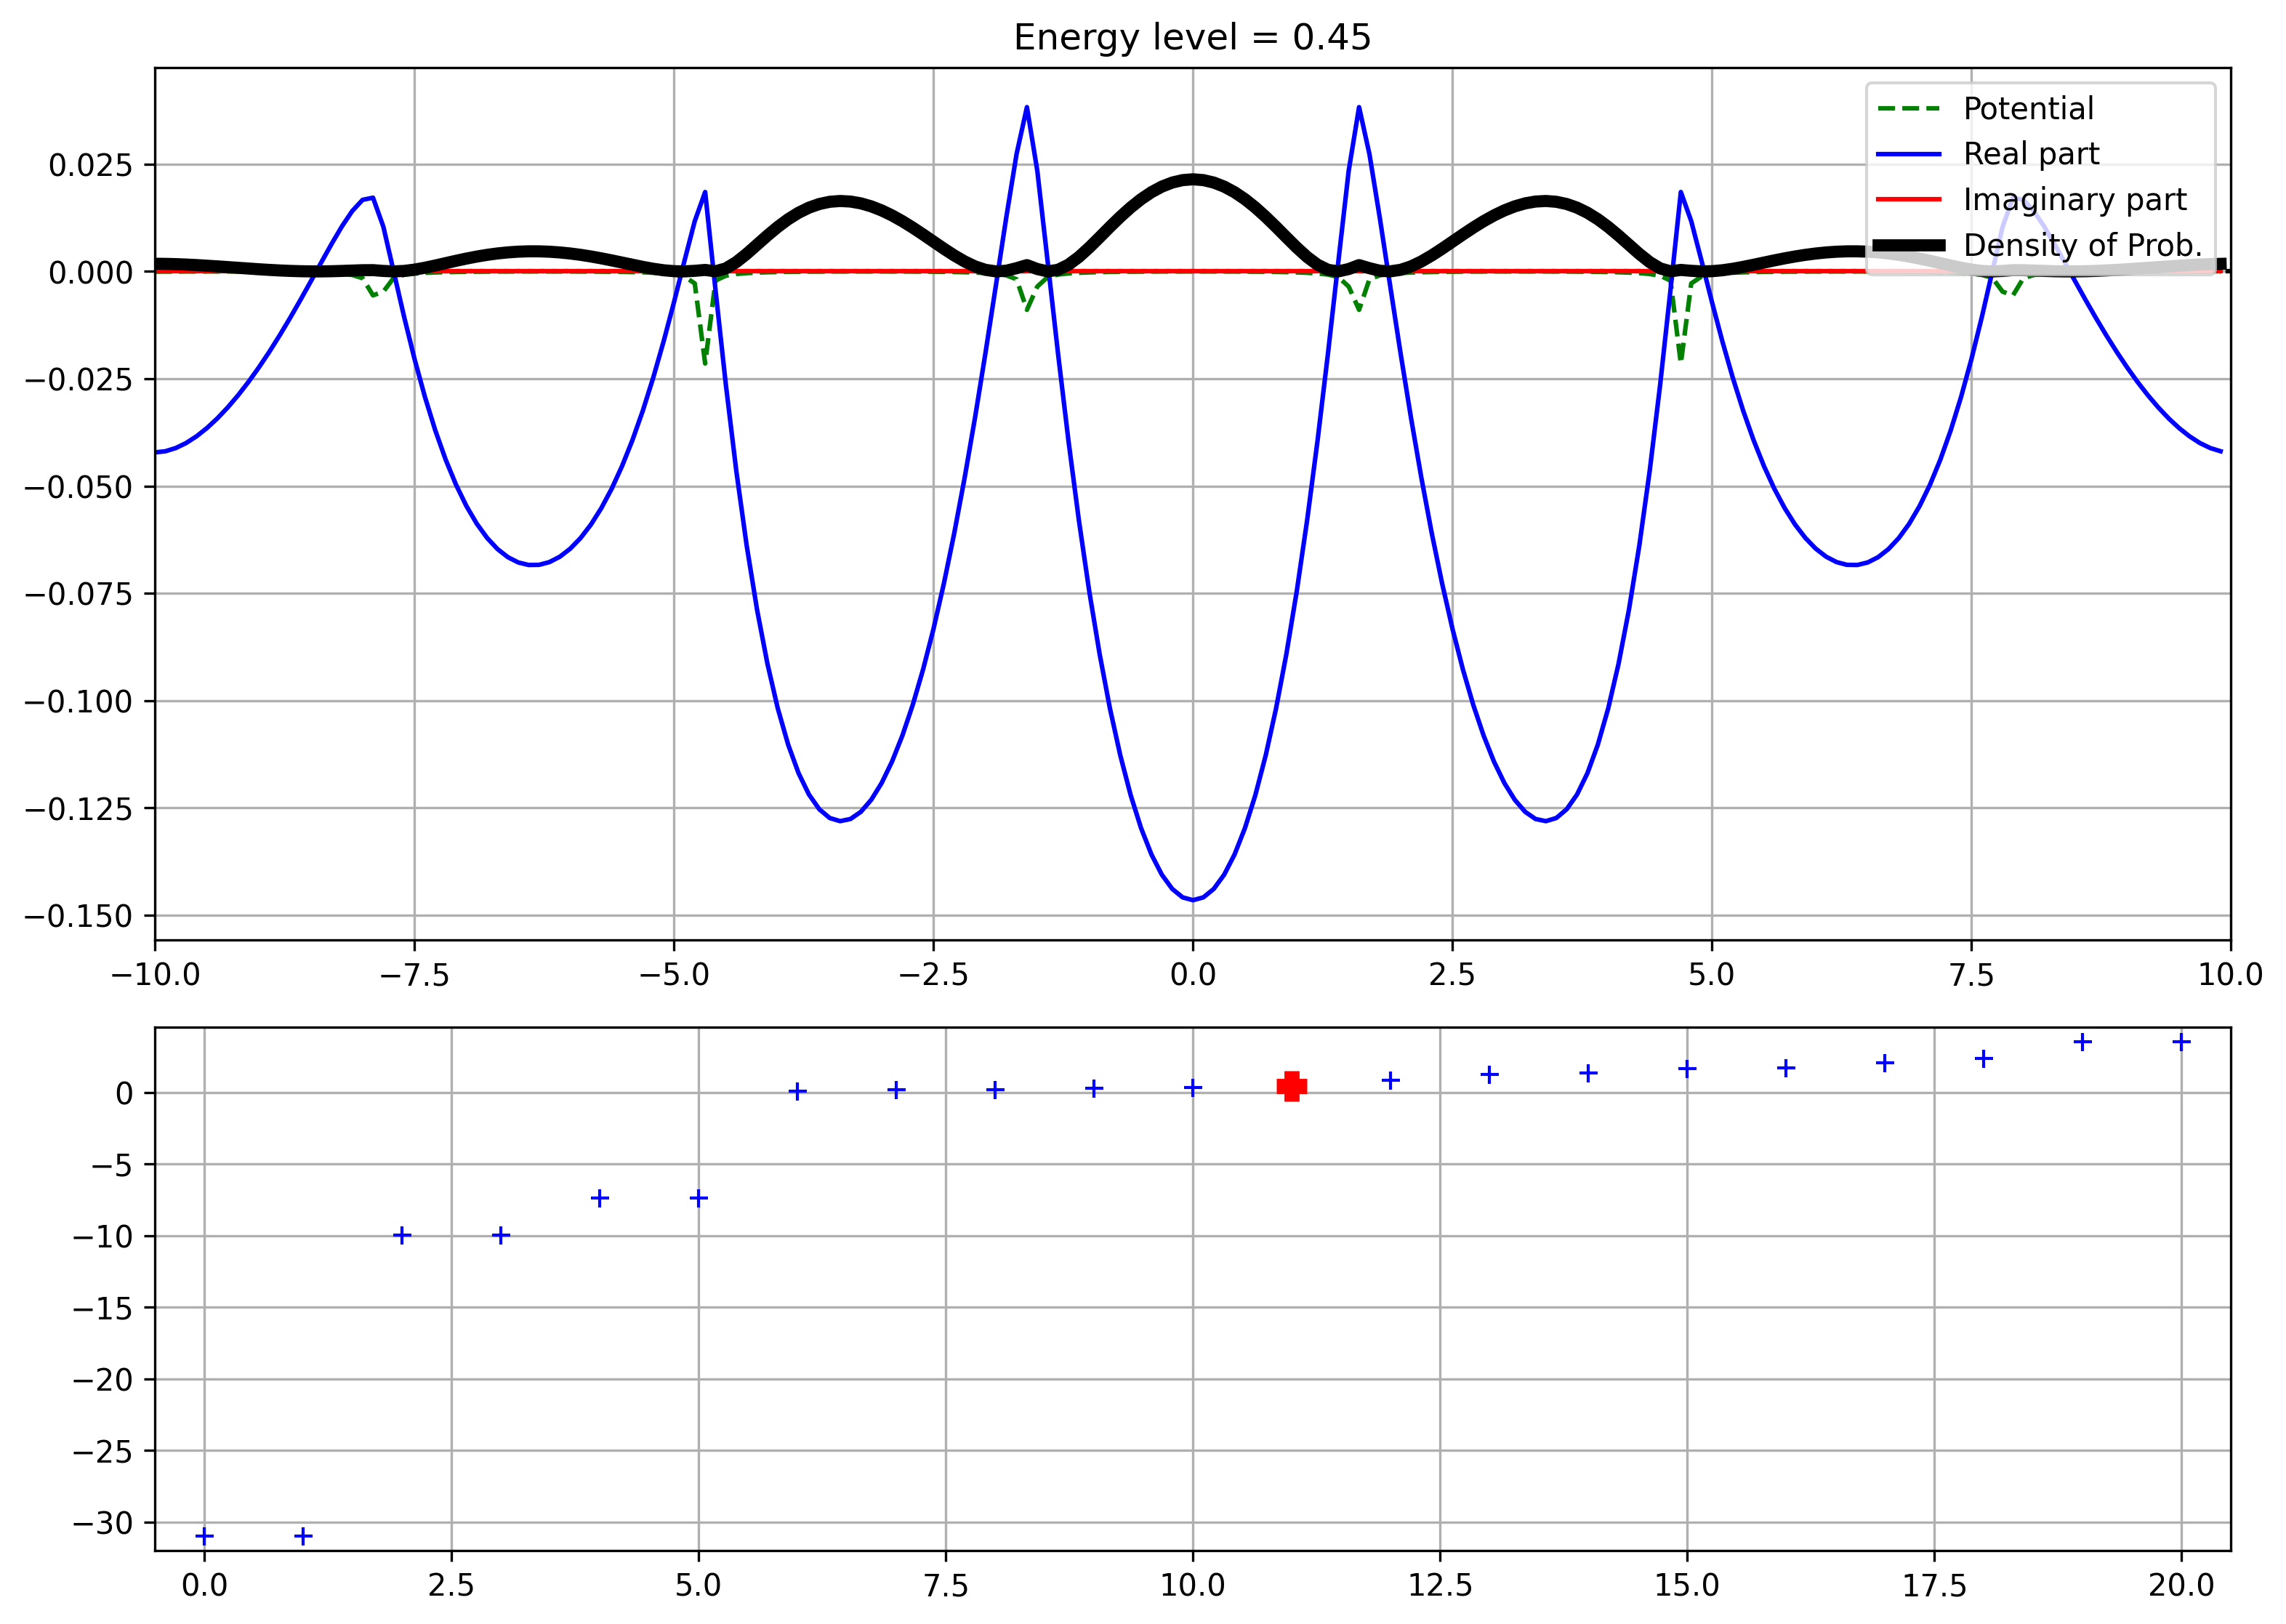 Energy level = 0.45
Potential
Real part
Imaginary part
Density of Prob.
0.025
0.000
−0.025
−0.050
−0.075
−0.100
−0.125
−0.150
−10.0 −7.5 −5.0 −2.5 0.0 2.5 5.0 7.5 10.0
0
−5
−10
−15
−20
−25
−30
0.0 2.5 5.0 7.5 10.0 12.5 15.0 17.5 20.0